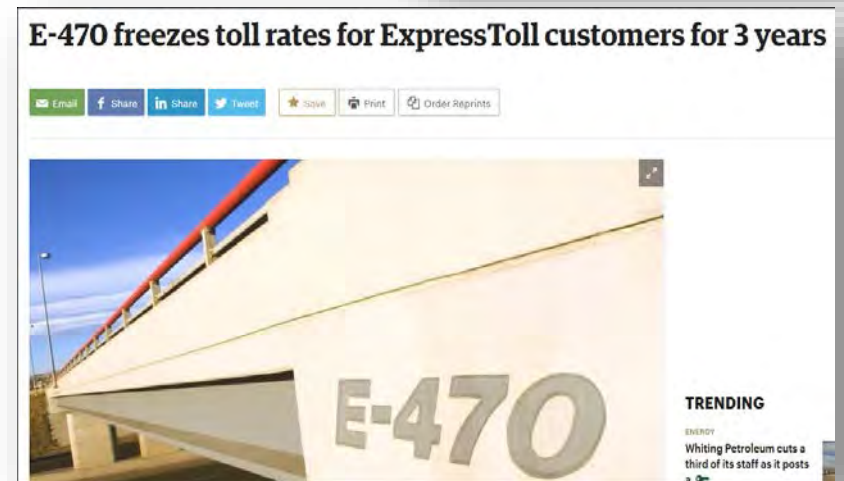 E-470 freezes toll rates for ExpressToll customers for 3 years
Email
Share
in Share
Tweet
Save
Print
Order Reprints
E-470
TRENDING
ENERGY
Whiting Petroleum cuts a
third of its staff as it posts
a